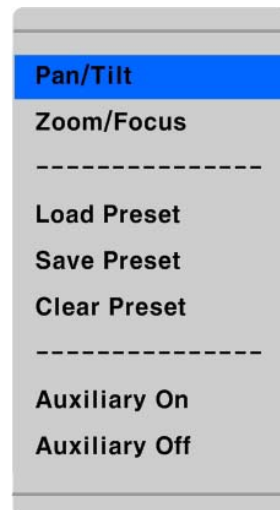 Pan/Tilt
Zoom/Focus
---------------
Load Preset
Save Preset
Clear Preset
---------------
Auxiliary On
Auxiliary Off